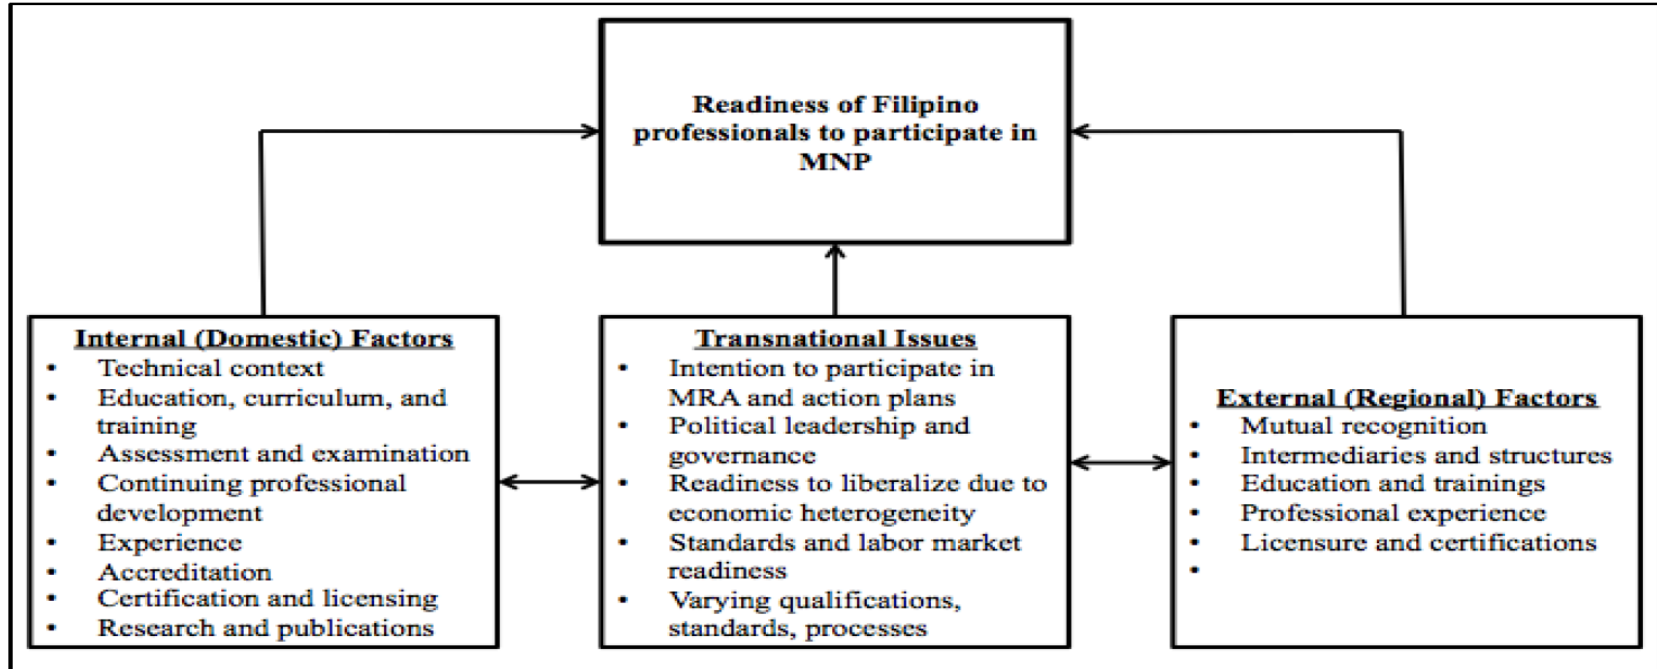 Readiness of Filipino
professionals to participate in
MNP
Internal (Domestic) Factors
• Technical context
• Education, curriculum, and
training
• Assessment and examination
• Continuing professional
development
• Experience
• Accreditation
• Certification and licensing
• Research and publications
Transnational Issues
• Intention to participate in
MRA and action plans
• Political leadership and
governance
• Readiness to liberalize due to
economic heterogeneity
• Standards and labor market
readiness
• Varying qualifications,
standards, processes
External (Regional) Factors
• Mutual recognition
• Intermediaries and structures
• Education and trainings
• Professional experience
• Licensure and certifications
•